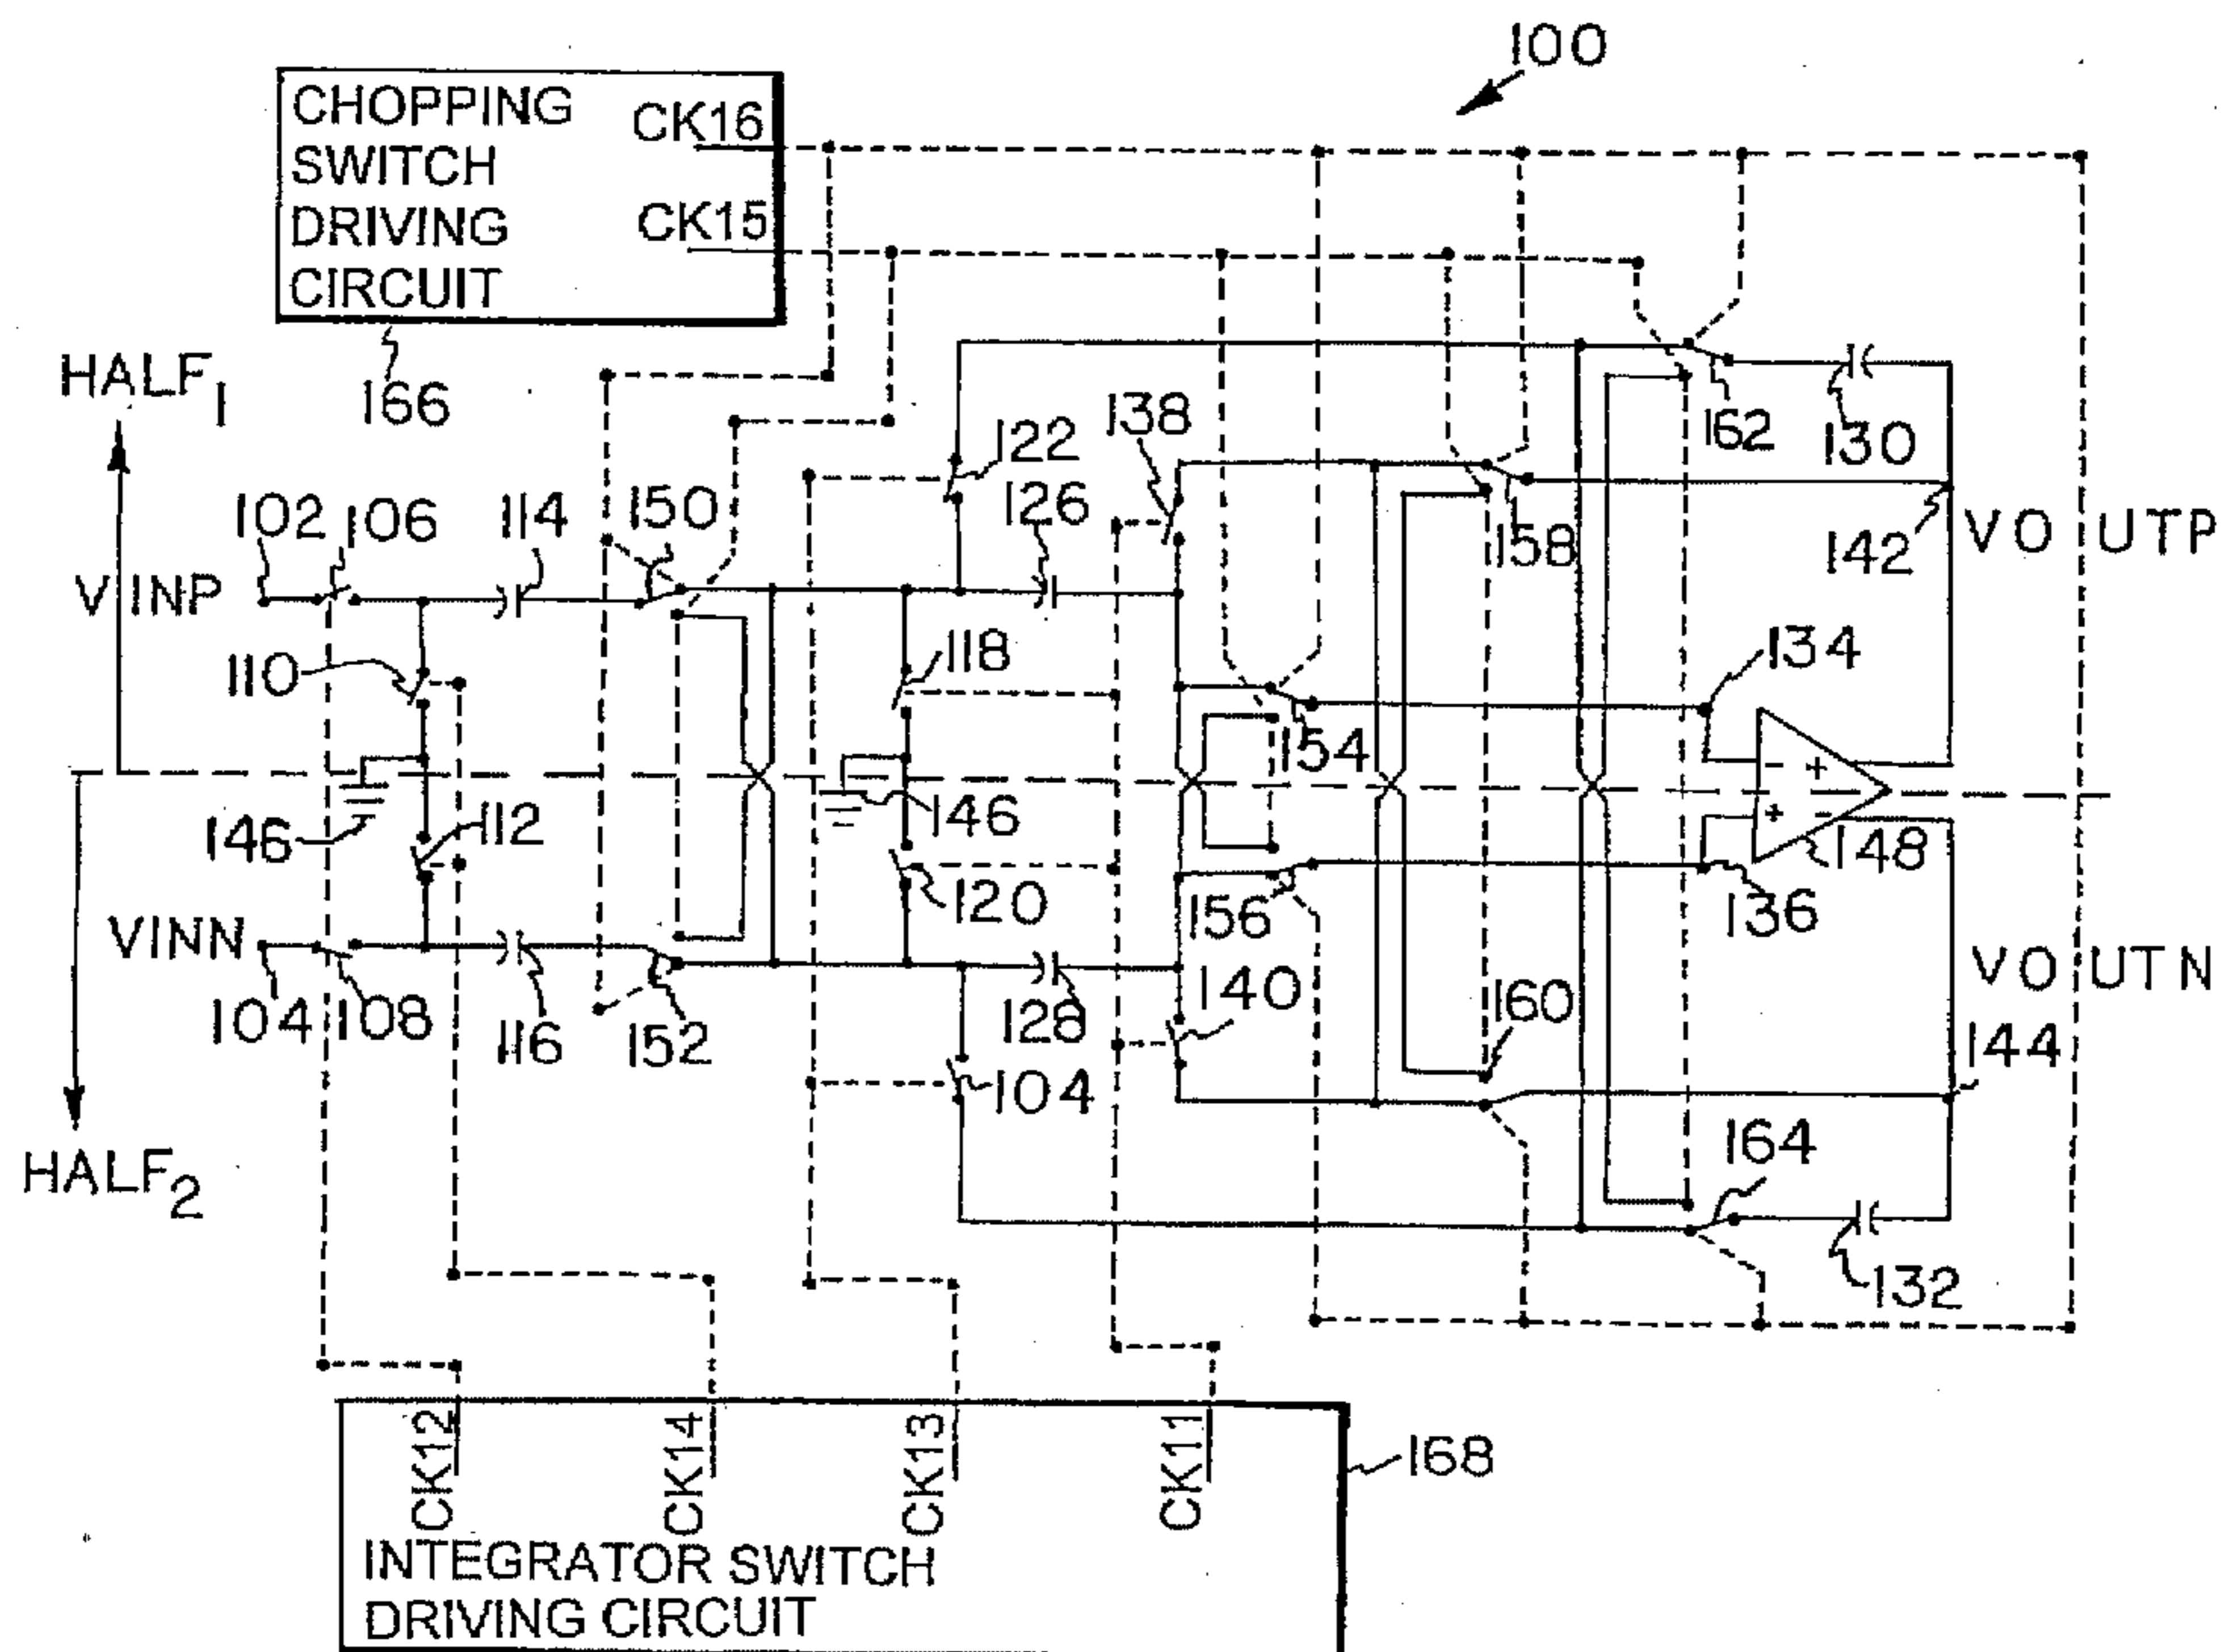 100
CHOPPING
SWITCH
DRIVING
CIRCUIT
CK16
CK15
166
HALF1
138
122
126
162
130
102
106
114
150
158
142
VOUTP
VINP
110
118
134
154
146
112
146
148
120
156
136
VINN
104
108
116
152
128
140
160
VOUTN
144
104
164
HALF2
132
CK12
CK14
CK13
CK11
168
INTEGRATOR SWITCH
DRIVING CIRCUIT